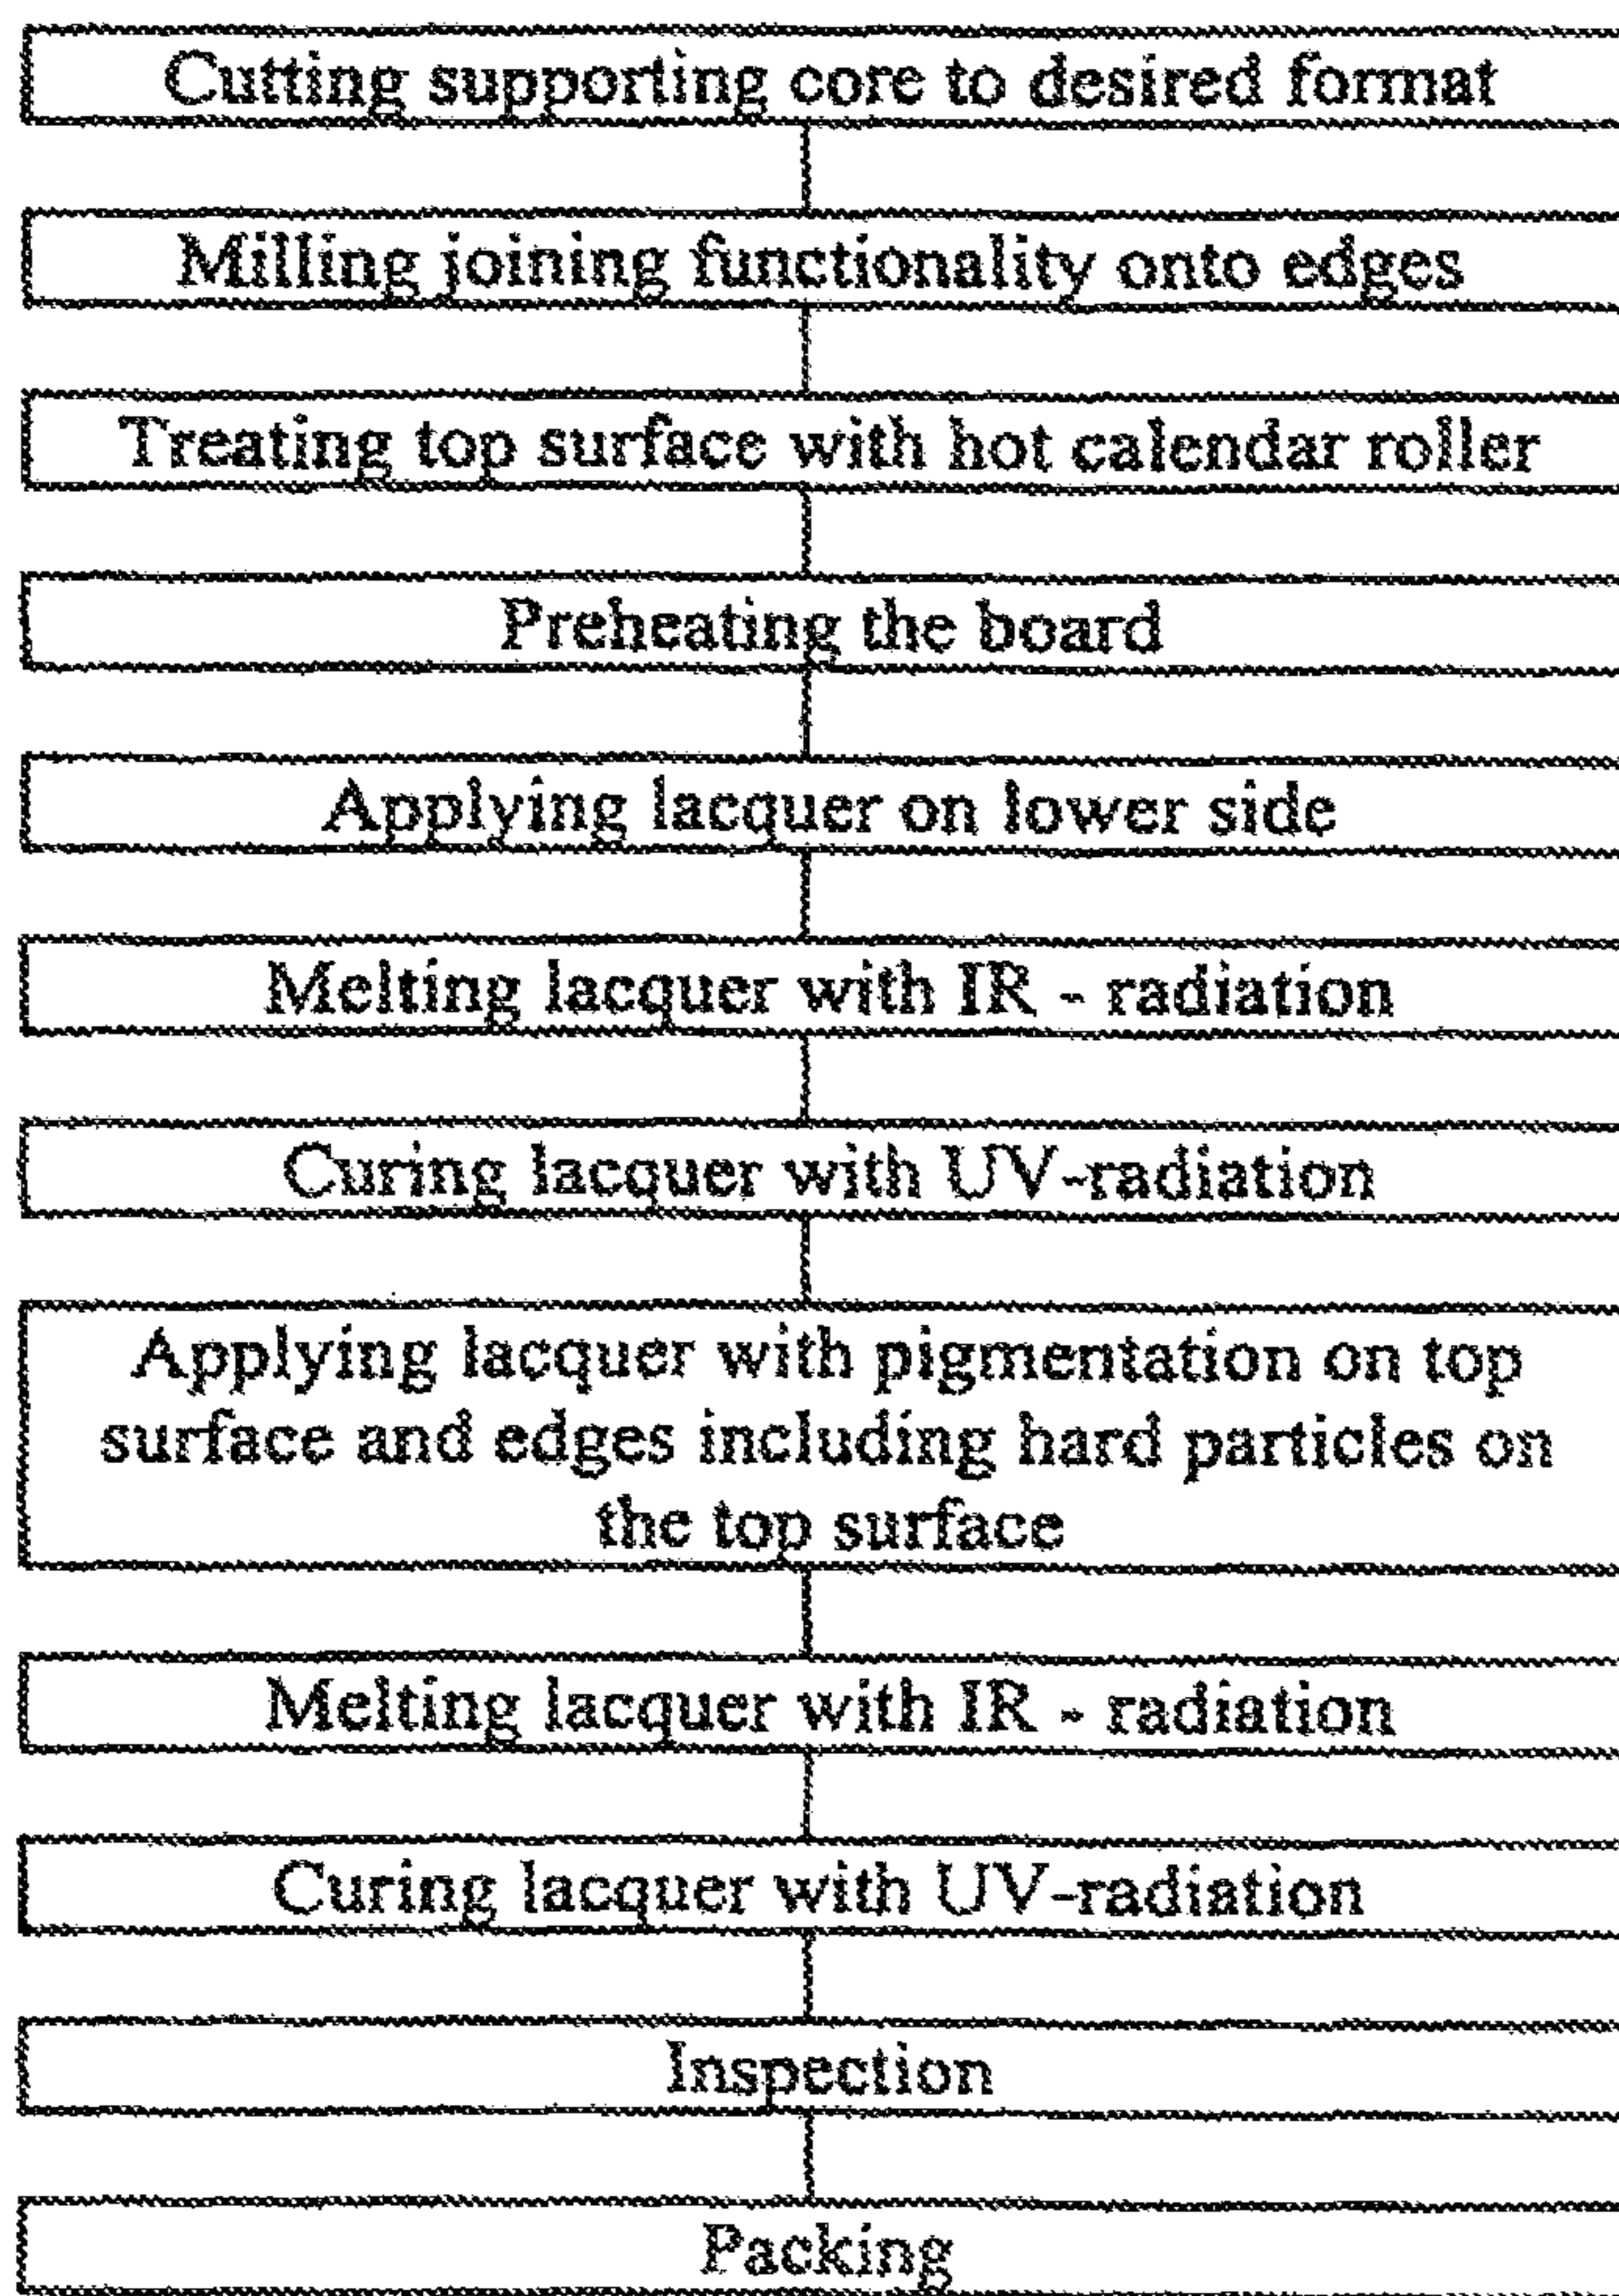 Cutting supporting core to desired format
Milling joining functionality onto edges
Treating top surface with hot calendar roller
Preheating the board
Applying lacquer on lower side
Melting lacquer with IR - radiation
Curing lacquer with UV-radiation
Applying lacquer with pigmentation on top
surface and edges including hard particles on
the top surface
Melting lacquer with IR - radiation
Curing lacquer with UV-radiation
Inspection
Packing